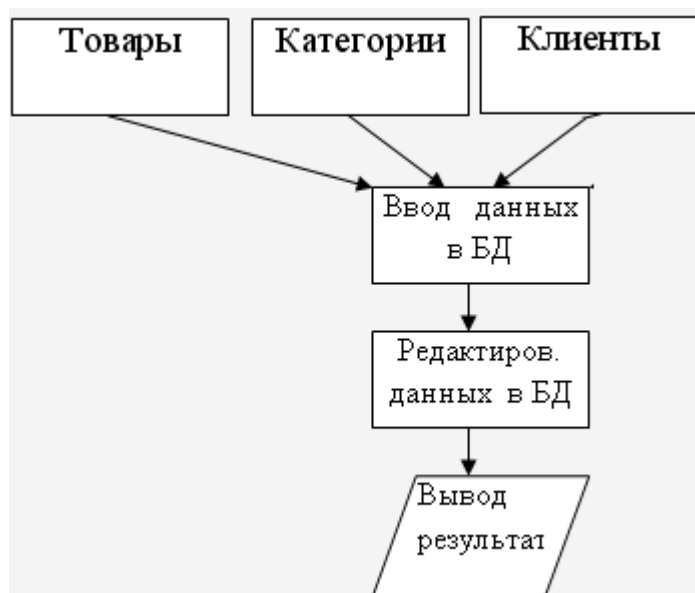 Товары
Категории
Клиенты
Ввод данных
в БД
Редактиров.
данных в БД
Вывод
результат